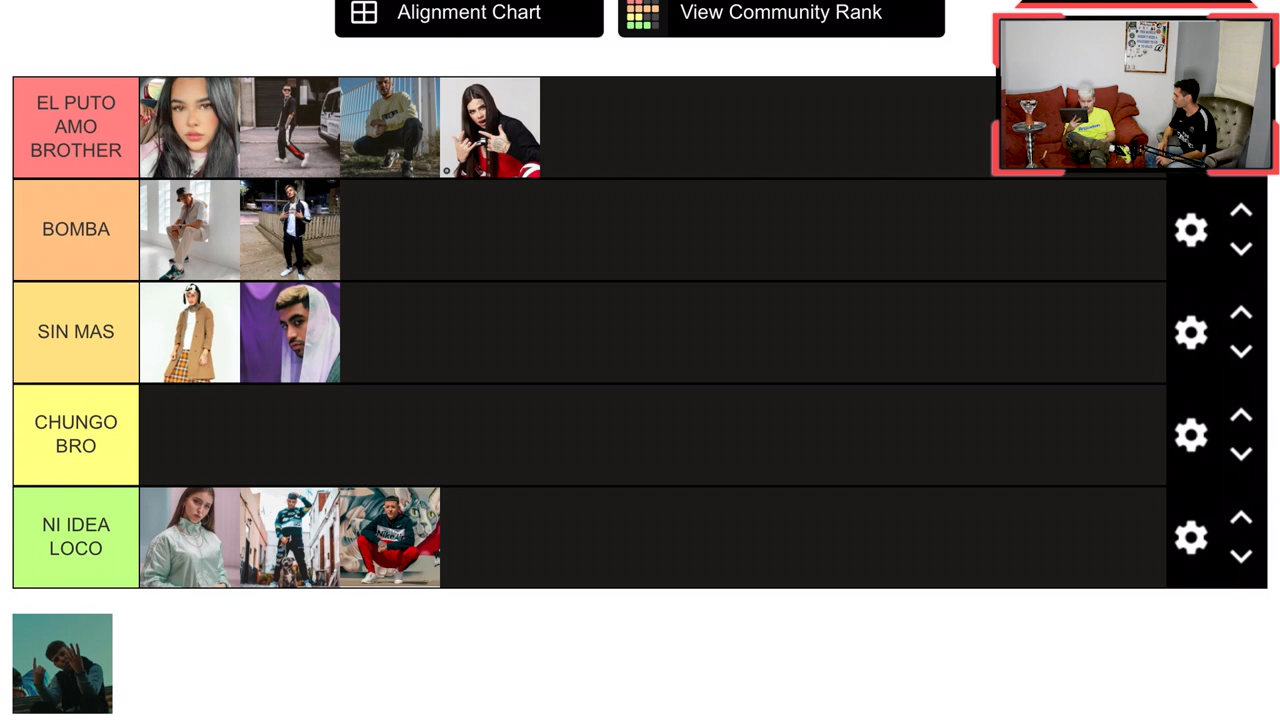 Alignment Chart
View Community Rank
EL PUTO
AMO
BROTHER
BOMBA
SIN MAS
CHUNGO
BRO
NI IDEA
LOCO